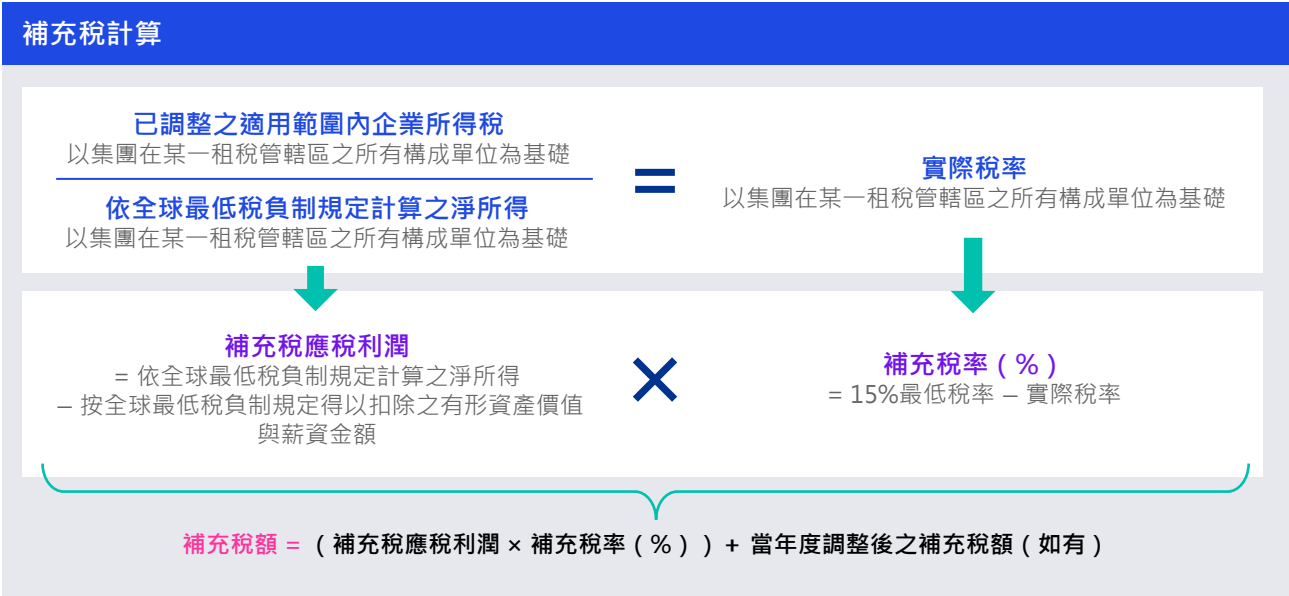 補充稅計算
已調整之適用範圍內企業所得稅
以集團在某一租稅管轄區之所有構成單位為基礎
=
依全球最低稅負制規定計算之淨所得
以集團在某一租稅管轄區之所有構成單位為基礎
實際稅率
以集團在某一租稅管轄區之所有構成單位為基礎
補充稅應稅利潤
= 依全球最低稅負制規定計算之淨所得
– 按全球最低稅負制規定得以扣除之有形資產價值
與薪資金額
×
補充稅率(%)
= 15%最低稅率 – 實際稅率
補充稅額 = (補充稅應稅利潤 × 補充稅率(%)) + 當年度調整後之補充稅額(如有)